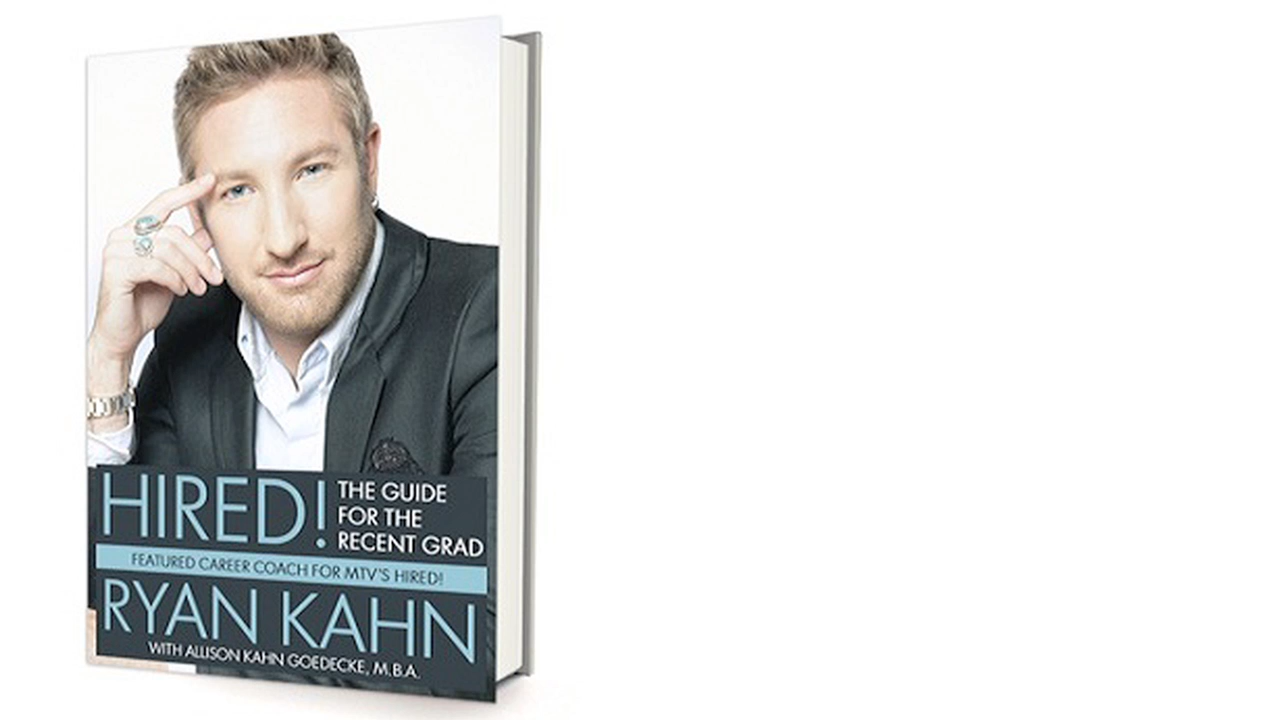 HIRED!
THE GUIDE
FOR THE
RECENT GRAD
FEATURED CAREER COACH FOR MTV'S HIRED!
RYAN KAHN
WITH ALLISON KAHN GOEDECKE, M.B.A.